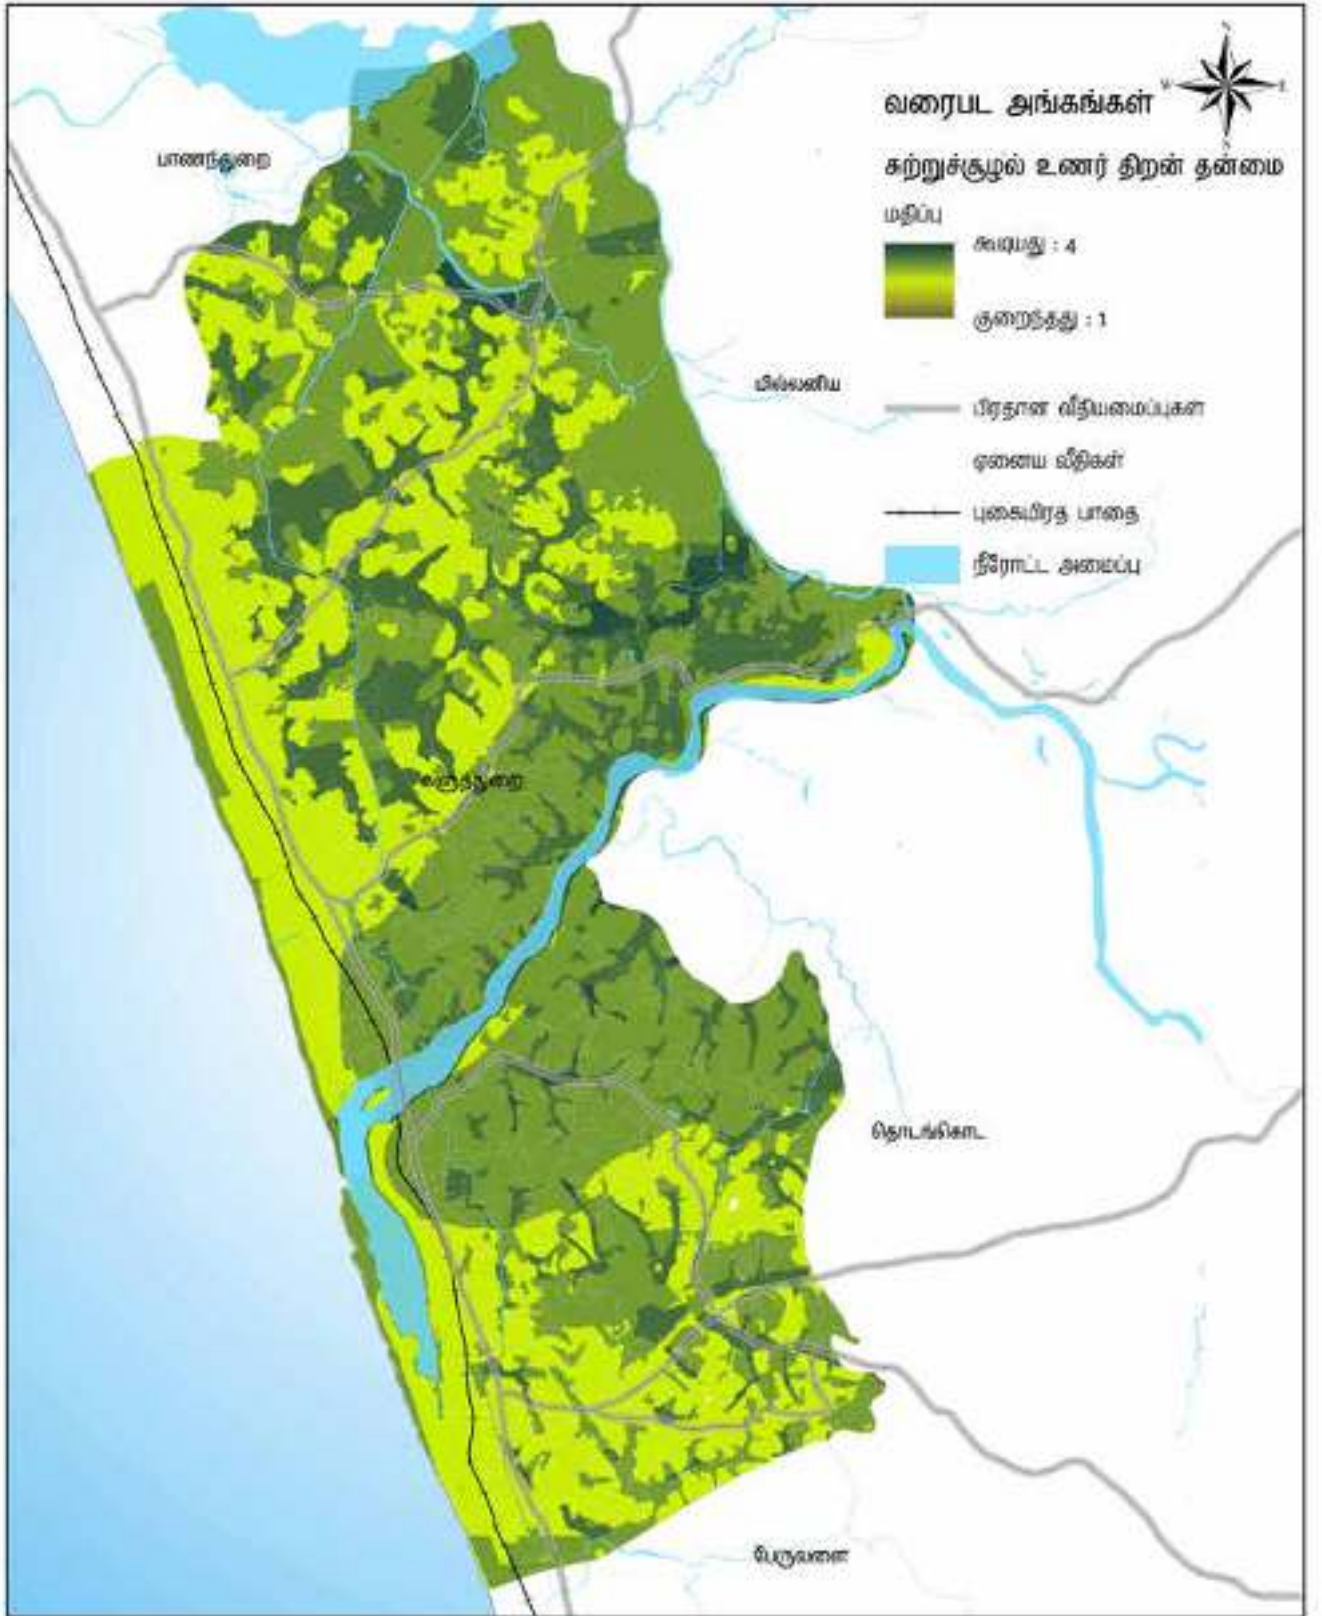 வரைபட அங்கங்கள்
N
W
E
S
சுற்றுச்சூழல் உணர் திறன் தன்மை
மதிப்பு
கூடியது : 4
குறைந்தது : 1
பிரதான வீதியமைப்புகள்
ஏனைய வீதிகள்
புகையிரத பாதை
நீரோட்ட அமைப்பு
பாணந்துறை
மில்லனிய
களுத்துறை
தொடங்கொட
பேருவளை